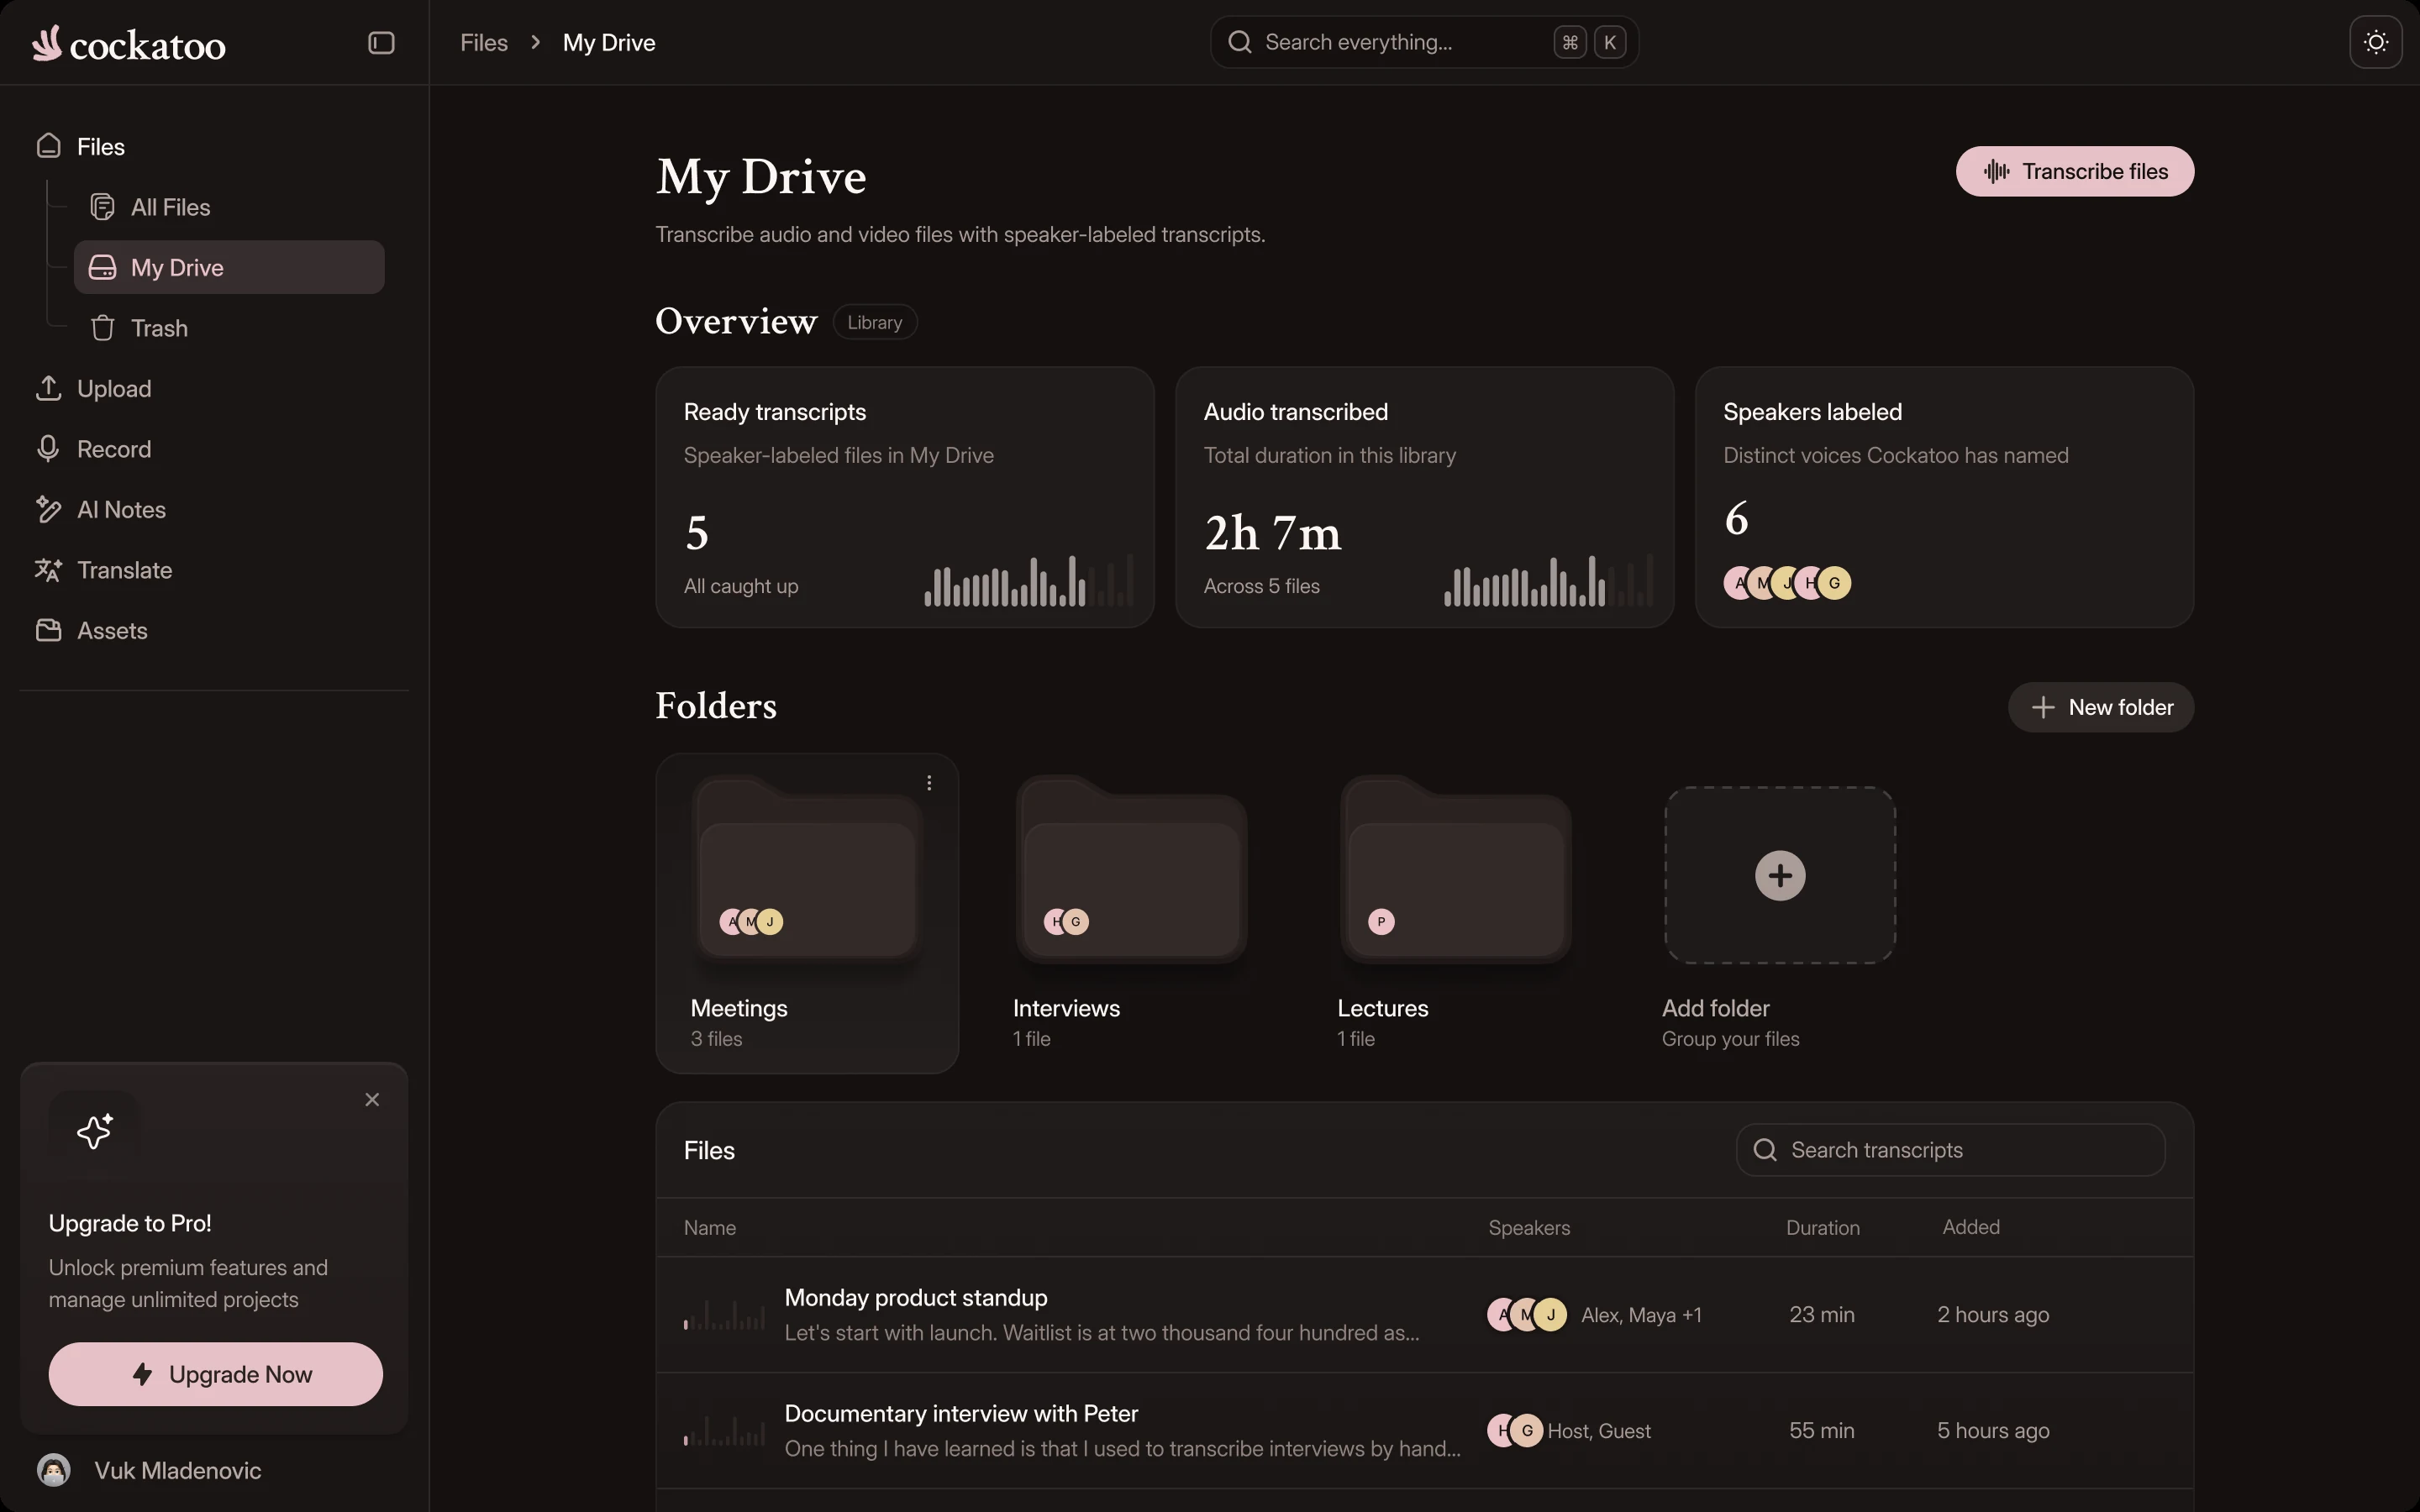 cockatoo
Files > My Drive
Search everything... ⌘ K
Files
All Files
My Drive
Trash
Upload
Record
AI Notes
Translate
Assets
Upgrade to Pro!
Unlock premium features and
manage unlimited projects
Upgrade Now
Vuk Mladenovic
My Drive
Transcribe files
Transcribe audio and video files with speaker-labeled transcripts.
Overview Library
Ready transcripts
Speaker-labeled files in My Drive
5
All caught up
Audio transcribed
Total duration in this library
2h 7m
Across 5 files
Speakers labeled
Distinct voices Cockatoo has named
6
A M J H G
Folders
New folder
A M J
Meetings
3 files
H G
Interviews
1 file
P
Lectures
1 file
Add folder
Group your files
Files
Search transcripts
Name Speakers Duration Added
Monday product standup
Let's start with launch. Waitlist is at two thousand four hundred as...
A M J Alex, Maya +1 23 min 2 hours ago
Documentary interview with Peter
One thing I have learned is that I used to transcribe interviews by hand...
H G Host, Guest 55 min 5 hours ago